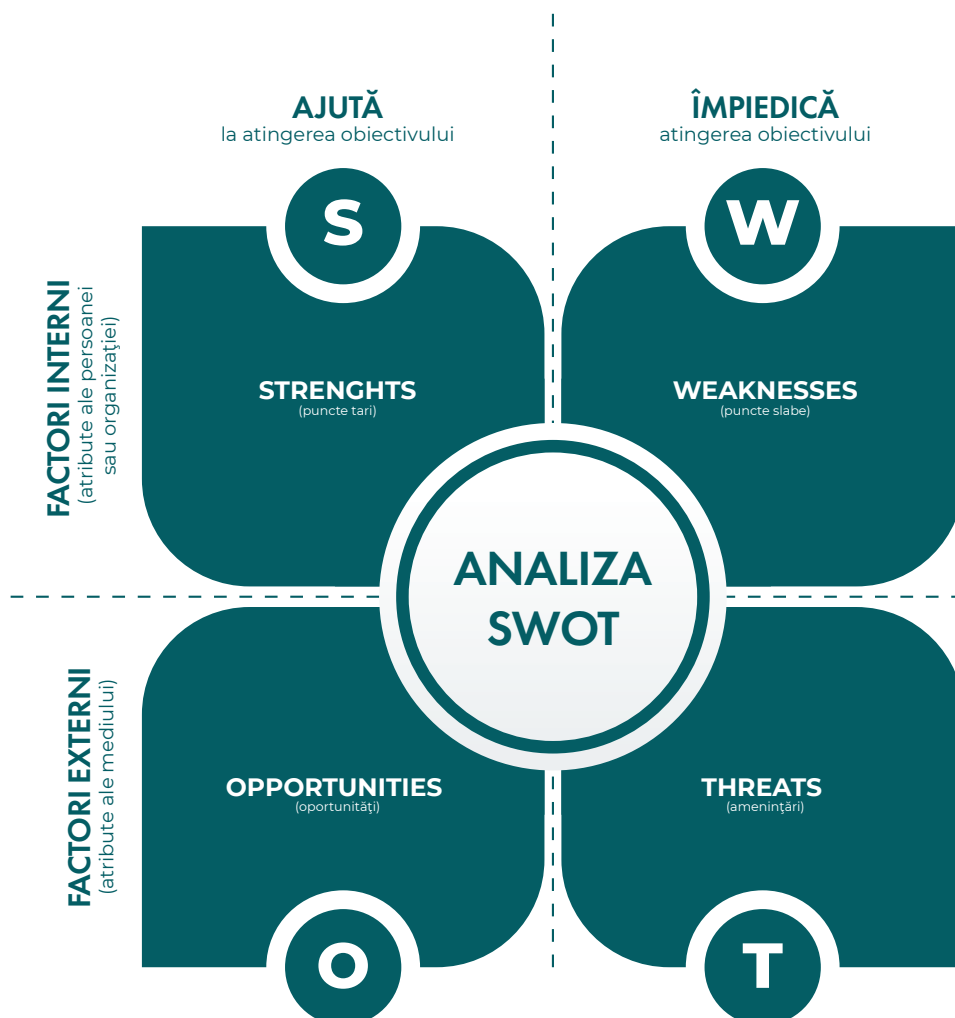 AJUTĂ
la atingerea obiectivului
ÎMPIEDICĂ
atingerea obiectivului
S
W
FACTORI INTERNI
(atribute ale persoanei
sau organizaţiei)
STRENGHTS
(puncte tari)
WEAKNESSES
(puncte slabe)
ANALIZA
SWOT
FACTORI EXTERNI
(atribute ale mediului)
OPPORTUNITIES
(oportunităţi)
THREATS
(ameninţări)
O
T